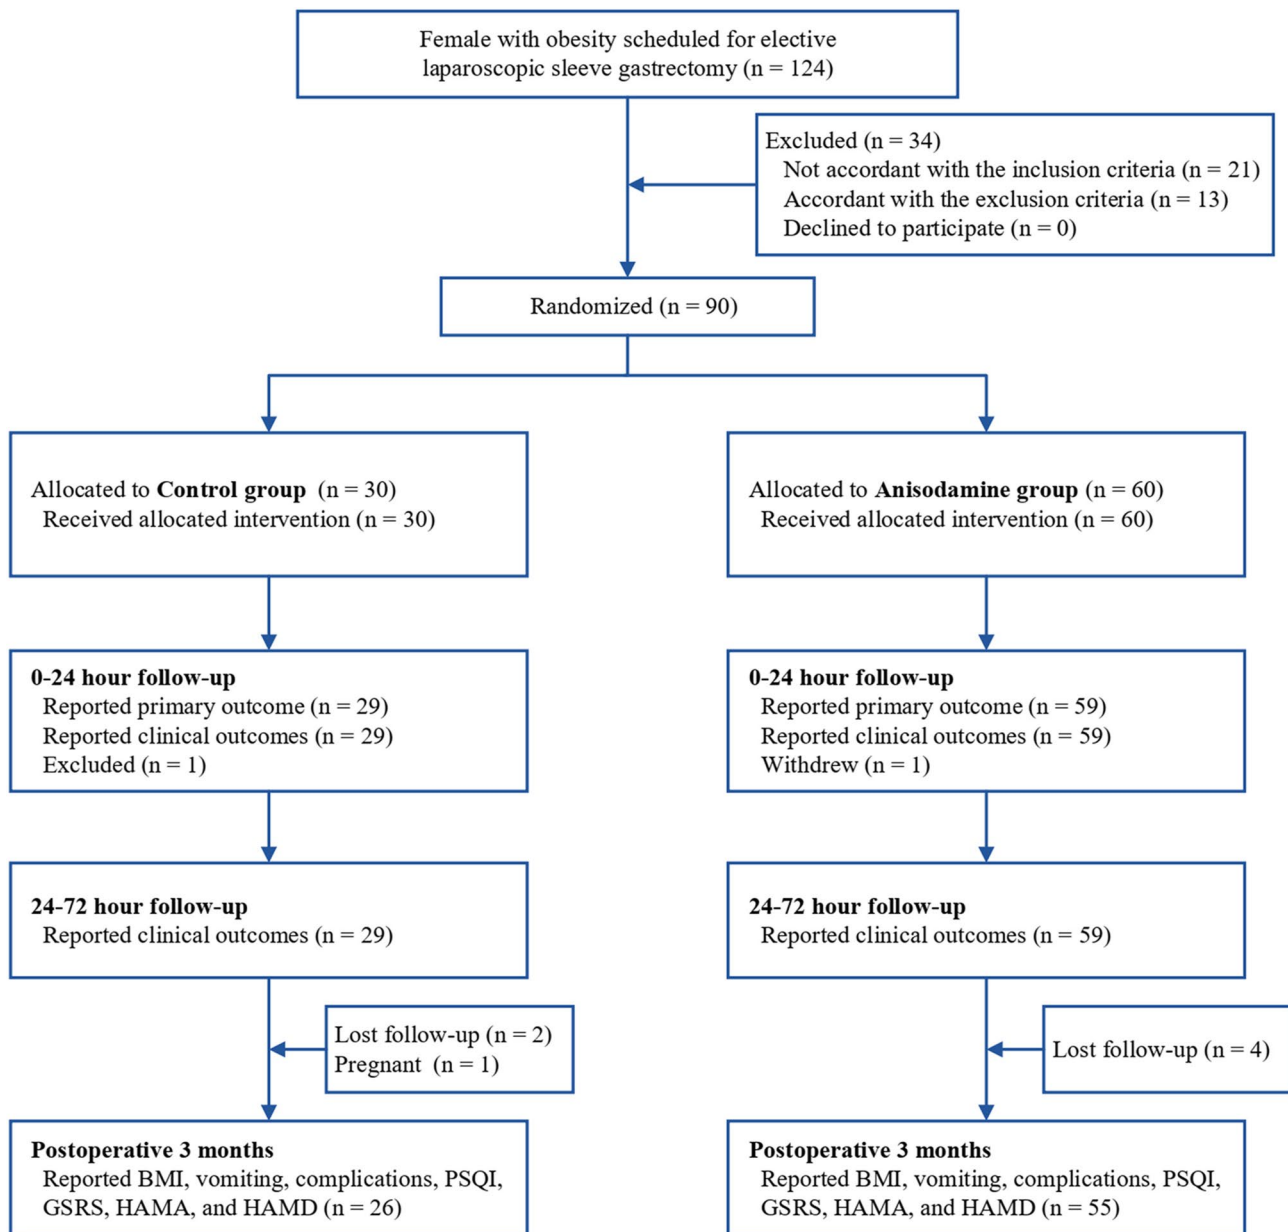 Female with obesity scheduled for elective
laparoscopic sleeve gastrectomy (n = 124)
Excluded (n = 34)
Not accordant with the inclusion criteria (n = 21)
Accordant with the exclusion criteria (n = 13)
Declined to participate (n = 0)
Randomized (n = 90)
Allocated to Control group (n = 30)
Received allocated intervention (n = 30)
Allocated to Anisodamine group (n = 60)
Received allocated intervention (n = 60)
0-24 hour follow-up
Reported primary outcome (n = 29)
Reported clinical outcomes (n = 29)
Excluded (n = 1)
0-24 hour follow-up
Reported primary outcome (n = 59)
Reported clinical outcomes (n = 59)
Withdrew (n = 1)
24-72 hour follow-up
Reported clinical outcomes (n = 29)
24-72 hour follow-up
Reported clinical outcomes (n = 59)
Lost follow-up (n = 2)
Pregnant (n = 1)
Lost follow-up (n = 4)
Postoperative 3 months
Reported BMI, vomiting, complications, PSQI,
GSRS, HAMA, and HAMD (n = 26)
Postoperative 3 months
Reported BMI, vomiting, complications, PSQI,
GSRS, HAMA, and HAMD (n = 55)